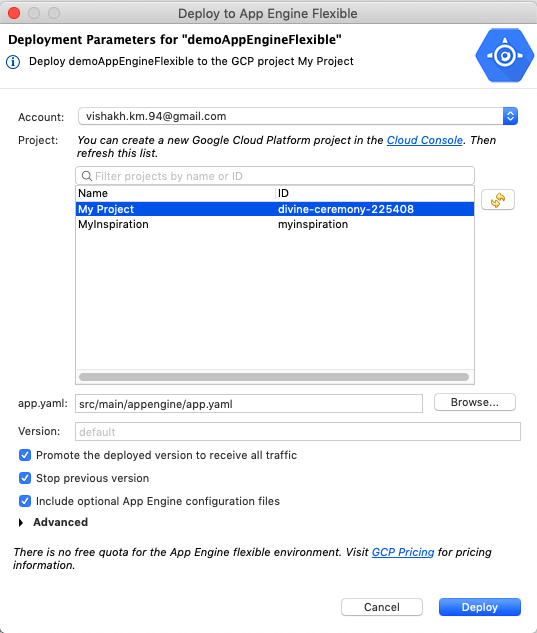 Deploy to App Engine Flexible
Deployment Parameters for "demoAppEngineFlexible"
Deploy demoAppEngineFlexible to the GCP project My Project
Account: vishakh.km.94@gmail.com
Project: You can create a new Google Cloud Platform project in the Cloud Console. Then
refresh this list.
Filter projects by name or ID
Name ID
My Project divine-ceremony-225408
MyInspiration myinspiration
app.yaml: src/main/appengine/app.yaml Browse...
Version: default
Promote the deployed version to receive all traffic
Stop previous version
Include optional App Engine configuration files
Advanced
There is no free quota for the App Engine flexible environment. Visit GCP Pricing for pricing
information.
Cancel Deploy